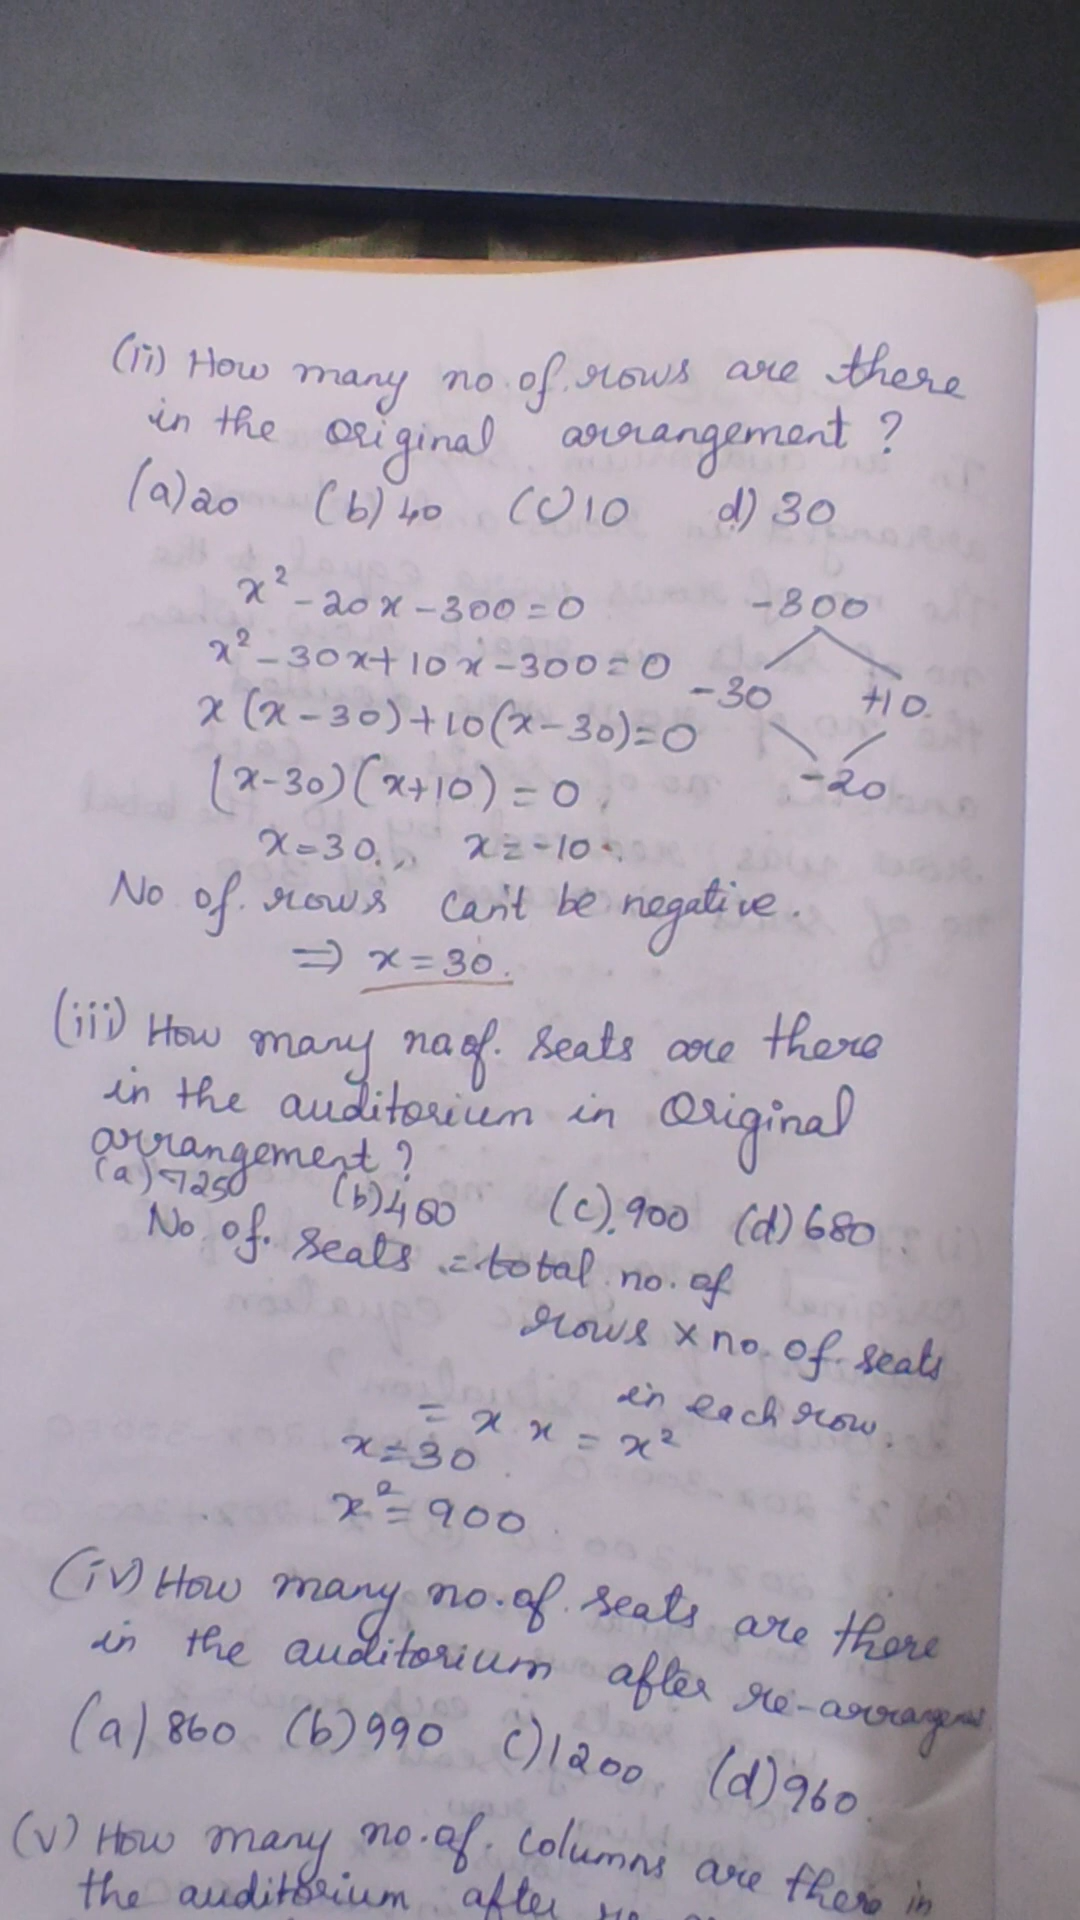 (ii) How many no. of. rows are there
in the original arrangement ?
(a) 20 (b) 40 (c) 10 d) 30
x² - 20x - 300 = 0
-300
x² - 30x + 10x - 300 = 0
-30 +10
x (x - 30) + 10 (x - 30) = 0
-20
(x-30) (x+10) = 0
x = 30., x = -10.
No of. rows can't be negative.
⇒ x = 30.
(iii) How many no of. seats are there
in the auditorium in Original
arrangement ?
(a) 7250 (b) 400 (c). 900 (d) 680.
No. of. seats = total no. of
rows x no. of. seats
in each row.
= x x x = x²
x = 30
x² = 900
(iv) How many no. of. seats are there
in the auditorium after re-arrange
(a) 860 (b) 990 c) 1200 (d) 960.
(v) How many no. of. columns are there in
the auditorium after